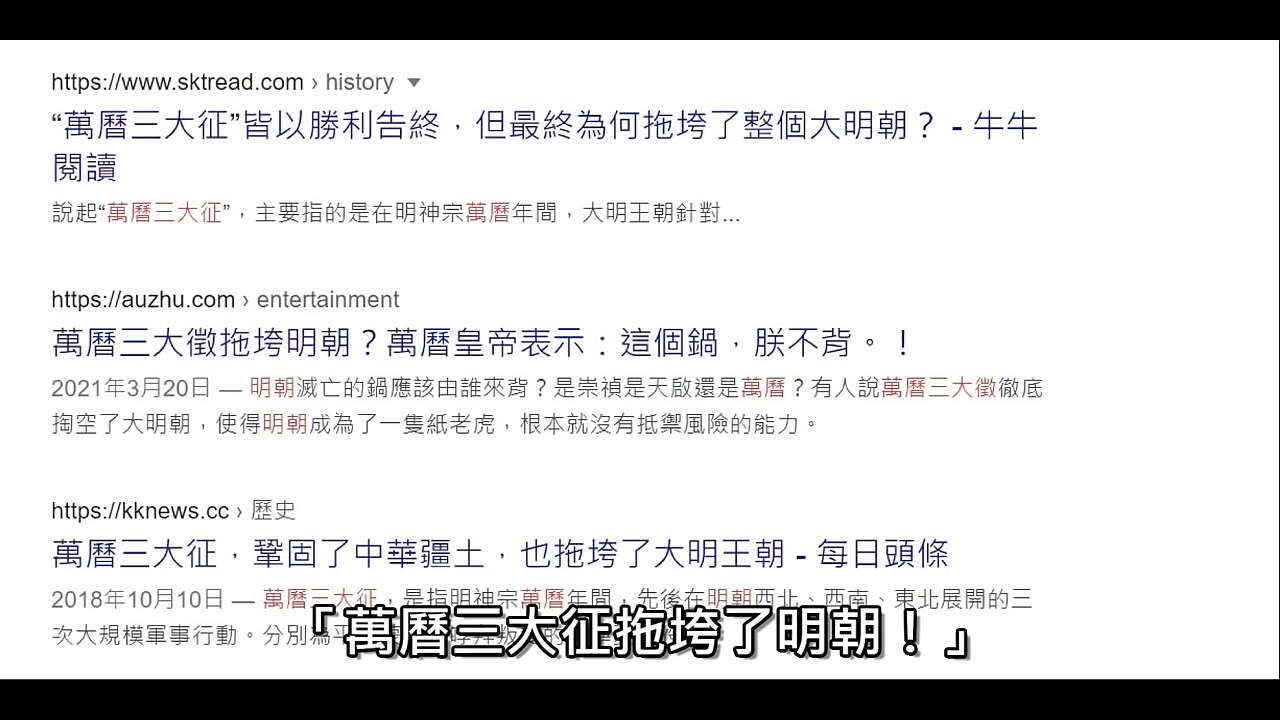 https://www.sktread.com › history
“萬曆三大征”皆以勝利告終，但最終為何拖垮了整個大明朝？ - 牛牛
閱讀
說起“萬曆三大征”，主要指的是在明神宗萬曆年間，大明王朝針對...
https://auzhu.com › entertainment
萬曆三大徵拖垮明朝？萬曆皇帝表示：這個鍋，朕不背。！
2021年3月20日 — 明朝滅亡的鍋應該由誰來背？是崇禎是天啟還是萬曆？有人說萬曆三大徵徹底
掏空了大明朝，使得明朝成為了一隻紙老虎，根本就沒有抵禦風險的能力。
https://kknews.cc › 歷史
萬曆三大征，鞏固了中華疆土，也拖垮了大明王朝 - 每日頭條
2018年10月10日 — 萬曆三大征，是指明神宗萬曆年間，先後在明朝西北、西南、東北展開的三
次大規模軍事行動。分別為平
「萬曆三大征拖垮了明朝！」